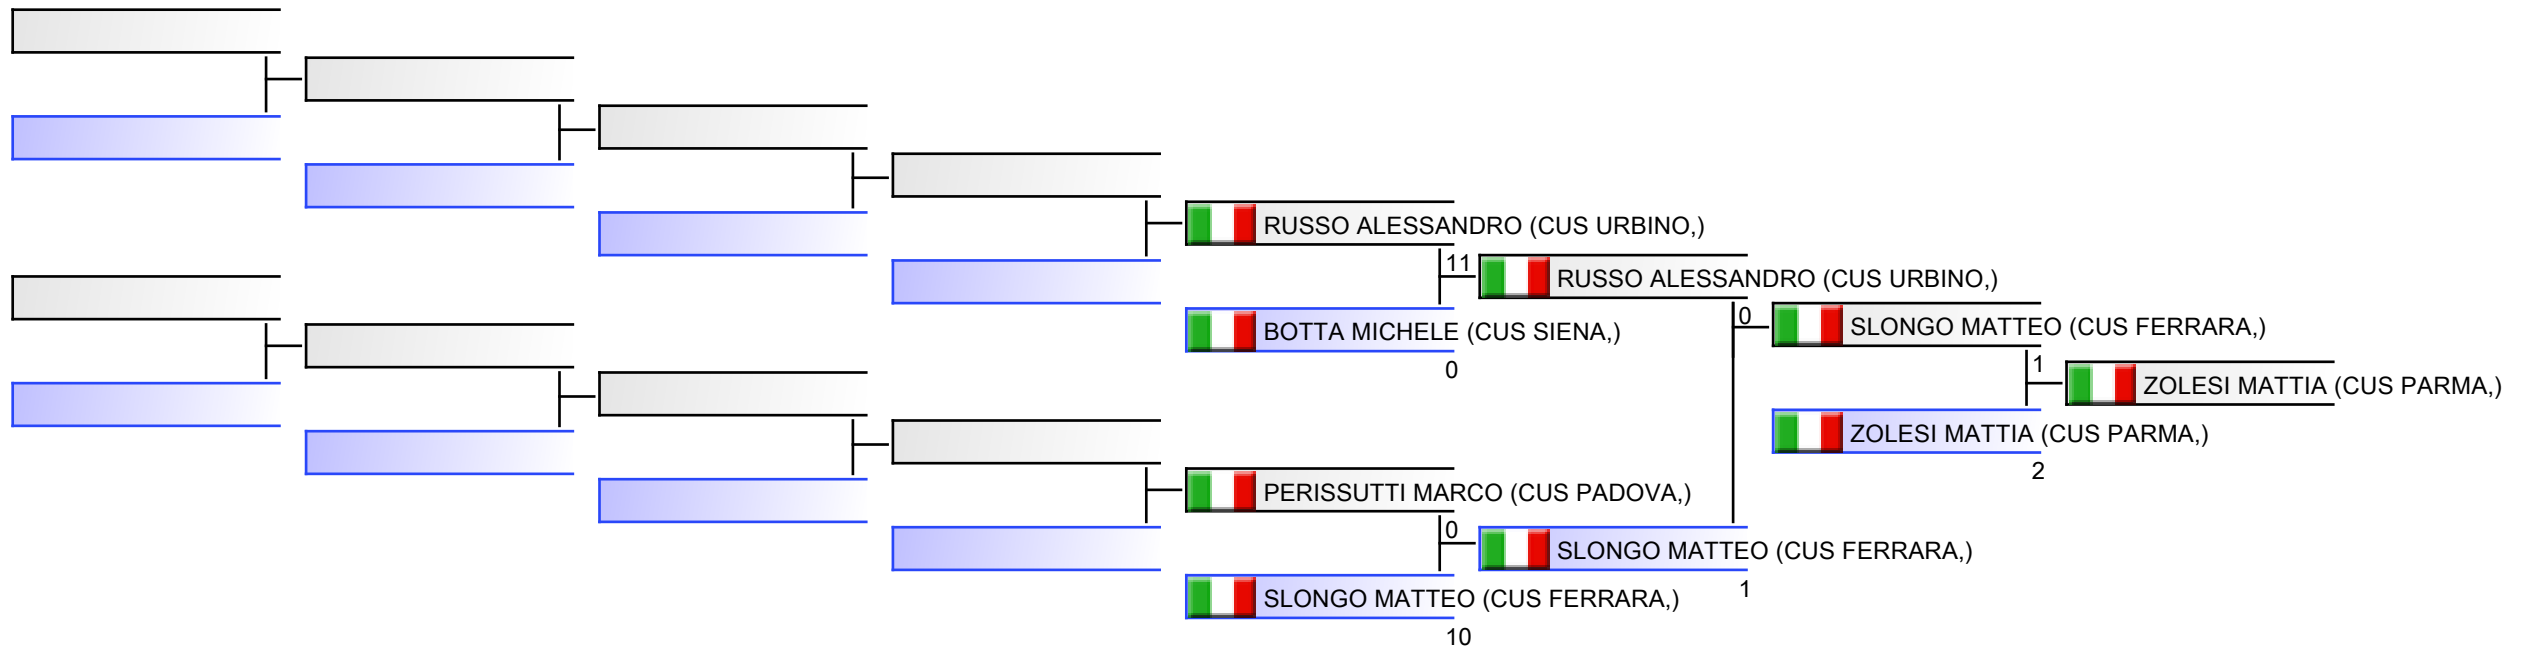 RUSSO ALESSANDRO (CUS URBINO,)
11
RUSSO ALESSANDRO (CUS URBINO,)
BOTTA MICHELE (CUS SIENA,)
0
0
SLONGO MATTEO (CUS FERRARA,)
1
ZOLESI MATTIA (CUS PARMA,)
ZOLESI MATTIA (CUS PARMA,)
2
PERISSUTTI MARCO (CUS PADOVA,)
0
SLONGO MATTEO (CUS FERRARA,)
1
SLONGO MATTEO (CUS FERRARA,)
10